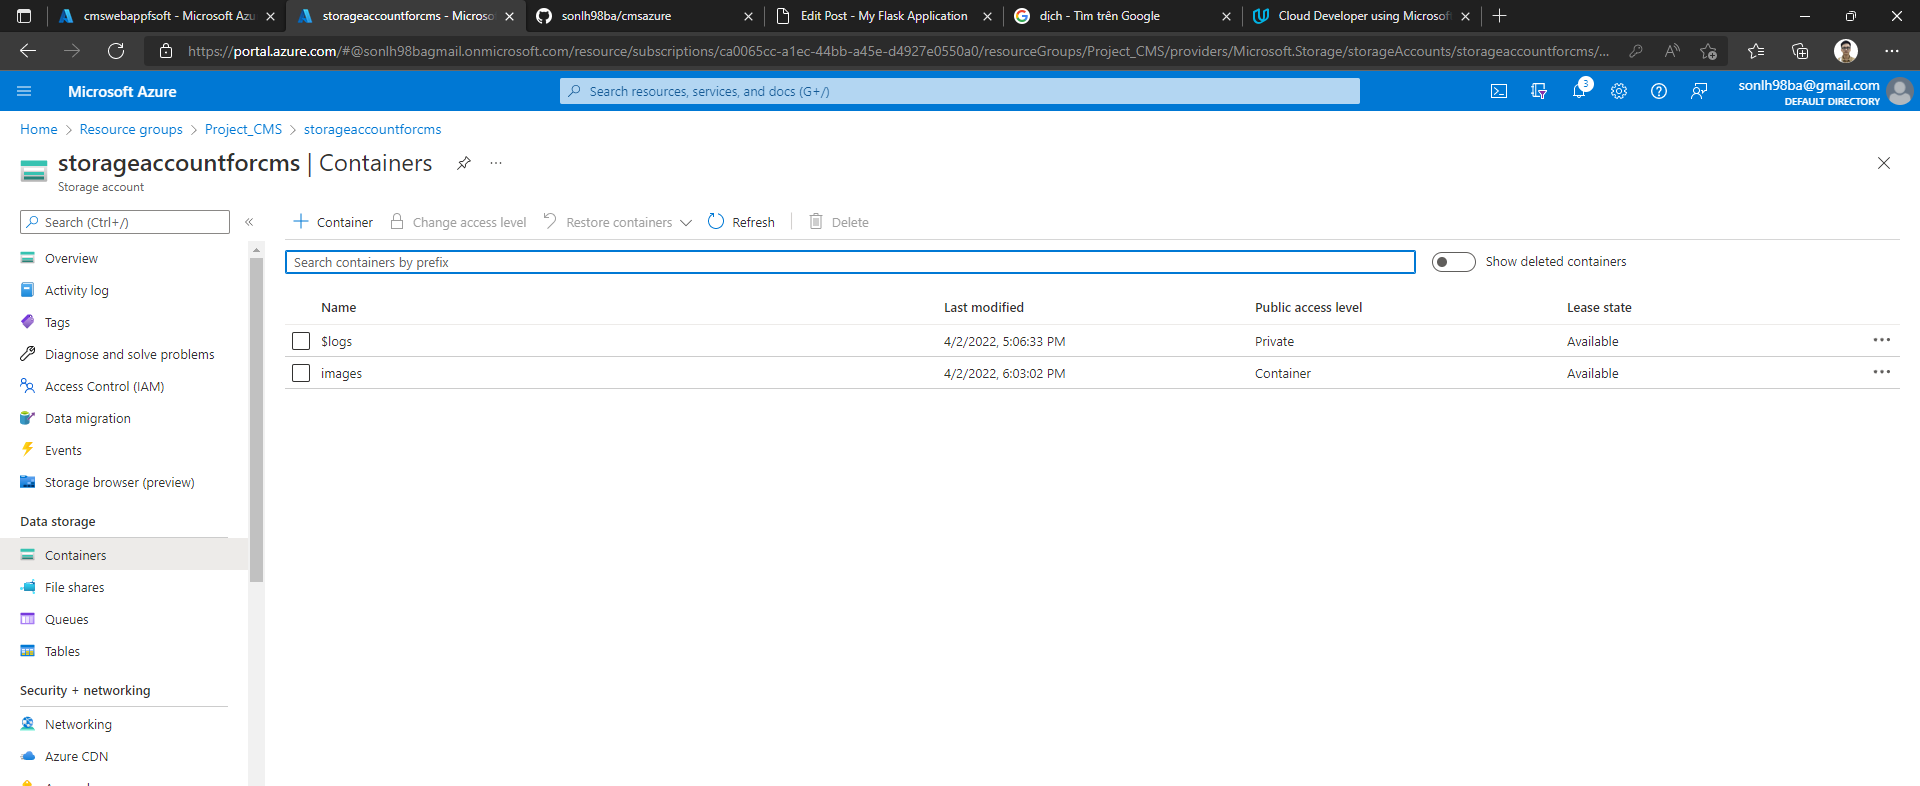 cmswebappfsoft - Microsoft Azu
storageaccountforcms - Microso
sonlh98ba/cmsazure
Edit Post - My Flask Application
dịch - Tìm trên Google
Cloud Developer using Microsof
https://portal.azure.com/#@sonlh98bagmail.onmicrosoft.com/resource/subscriptions/ca0065cc-a1ec-44bb-a45e-d4927e0550a0/resourceGroups/Project_CMS/providers/Microsoft.Storage/storageAccounts/storageaccountforcms/...
Microsoft Azure
Search resources, services, and docs (G+/)
3
sonlh98ba@gmail.com
DEFAULT DIRECTORY
Home > Resource groups > Project_CMS > storageaccountforcms
storageaccountforcms | Containers
Storage account
Search (Ctrl+/)
Overview
Activity log
Tags
Diagnose and solve problems
Access Control (IAM)
Data migration
Events
Storage browser (preview)
Data storage
Containers
File shares
Queues
Tables
Security + networking
Networking
Azure CDN
Container
Change access level
Restore containers
Refresh
Delete
Search containers by prefix
Show deleted containers
Name Last modified Public access level Lease state
$logs 4/2/2022, 5:06:33 PM Private Available
images 4/2/2022, 6:03:02 PM Container Available